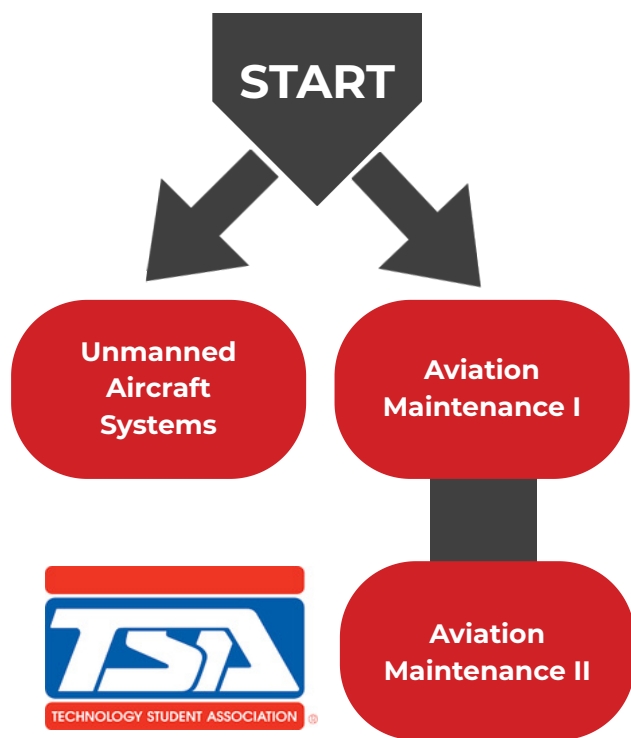 START
Unmanned
Aircraft
Systems
Aviation
Maintenance I
Aviation
Maintenance II
TSA
TECHNOLOGY STUDENT ASSOCIATION ®